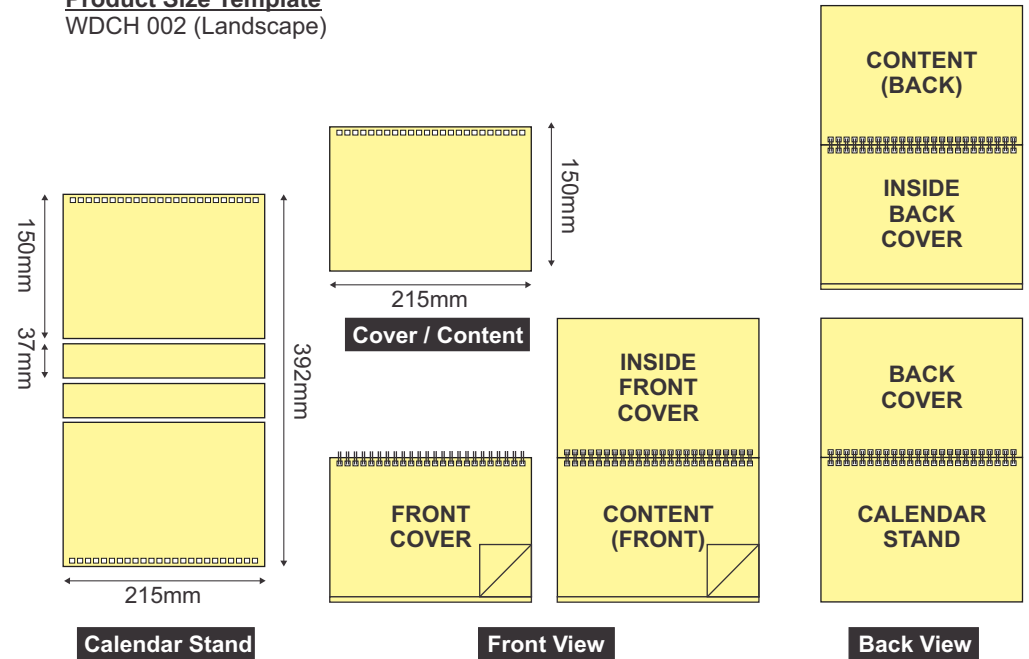 Product Size Template
WDCH 002 (Landscape)
150mm
37mm
392mm
215mm
Calendar Stand
150mm
215mm
Cover / Content
FRONT
COVER
INSIDE
FRONT
COVER
CONTENT
(FRONT)
Front View
CONTENT
(BACK)
INSIDE
BACK
COVER
BACK
COVER
CALENDAR
STAND
Back View